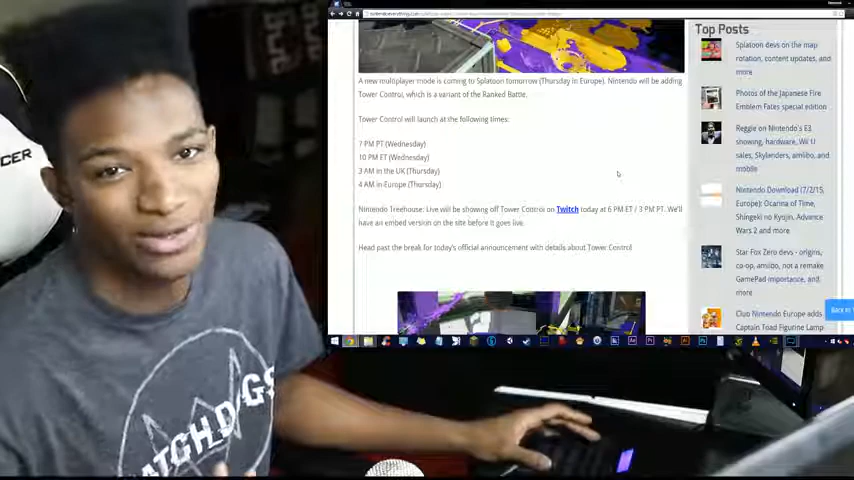 Top Posts
Splatoon devs on the map
rotation, content updates, and
more
Photos of the Japanese Fire
Emblem Fates special edition
Reggie on Nintendo's E3
showing, hardware, Wii U
sales, Skylanders, amiibo, and
mobile
Nintendo Download (7/2/15,
Europe): Ocarina of Time,
Shingeki no Kyojin, Advance
Wars 2 and more
Star Fox Zero devs - origins,
co-op, amiibo, not a remake
GamePad importance, and
more
Club Nintendo Europe adds
Captain Toad Figurine Lamp
Back to
A new multiplayer mode is coming to Splatoon tomorrow (Thursday in Europe). Nintendo will be adding
Tower Control, which is a variant of the Ranked Battle.
Tower Control will launch at the following times:
7 PM PT (Wednesday)
10 PM ET (Wednesday)
3 AM in the UK (Thursday)
4 AM in Europe (Thursday)
Nintendo Treehouse: Live will be showing off Tower Control on Twitch today at 6 PM ET / 3 PM PT. We'll
have an embed version on the site before it goes live.
Head past the break for today's official announcement with details about Tower Control
CER
WATCH_DOGS